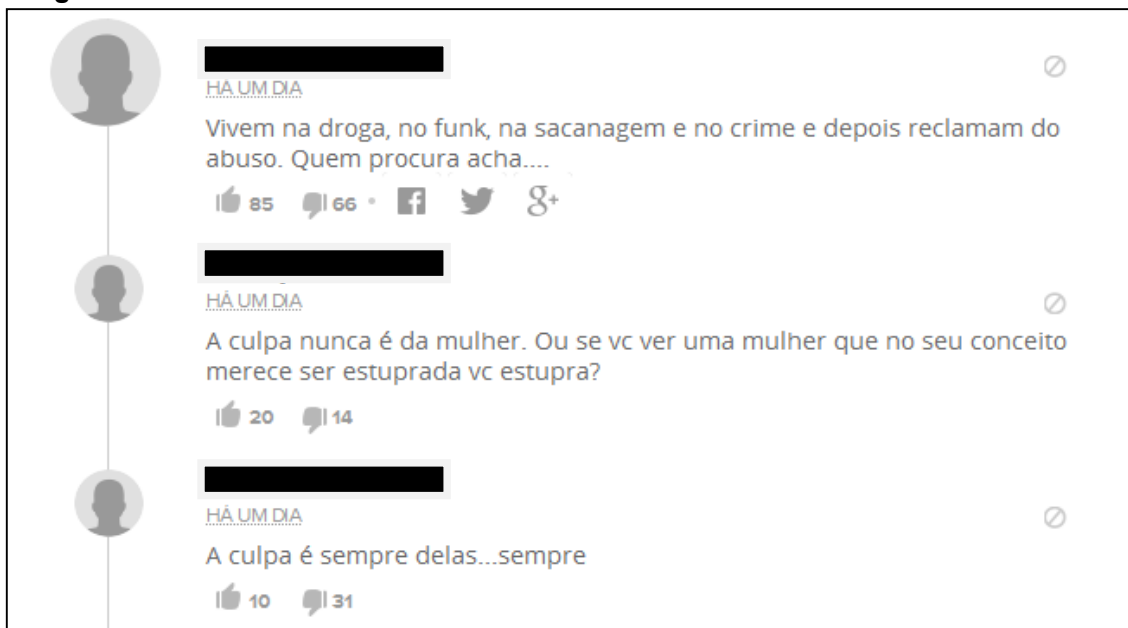 HÁ UM DIA
Vivem na droga, no funk, na sacanagem e no crime e depois reclamam do
abuso. Quem procura acha....
85 66 •
HÁ UM DIA
A culpa nunca é da mulher. Ou se vc ver uma mulher que no seu conceito
merece ser estuprada vc estupra?
20 14
HÁ UM DIA
A culpa é sempre delas...sempre
10 31